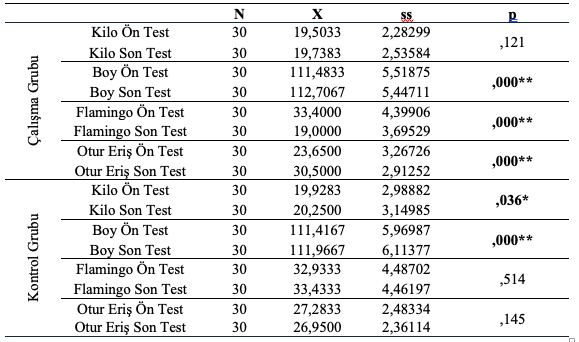 N X ss p
Çalışma Grubu
Kilo Ön Test 30 19,5033 2,28299 ,121
Kilo Son Test 30 19,7383 2,53584
Boy Ön Test 30 111,4833 5,51875 ,000**
Boy Son Test 30 112,7067 5,44711
Flamingo Ön Test 30 33,4000 4,39906 ,000**
Flamingo Son Test 30 19,0000 3,69529
Otur Eriş Ön Test 30 23,6500 3,26726 ,000**
Otur Eriş Son Test 30 30,5000 2,91252
Kontrol Grubu
Kilo Ön Test 30 19,9283 2,98882 ,036*
Kilo Son Test 30 20,2500 3,14985
Boy Ön Test 30 111,4167 5,96987 ,000**
Boy Son Test 30 111,9667 6,11377
Flamingo Ön Test 30 32,9333 4,48702 ,514
Flamingo Son Test 30 33,4333 4,46197
Otur Eriş Ön Test 30 27,2833 2,48334 ,145
Otur Eriş Son Test 30 26,9500 2,36114